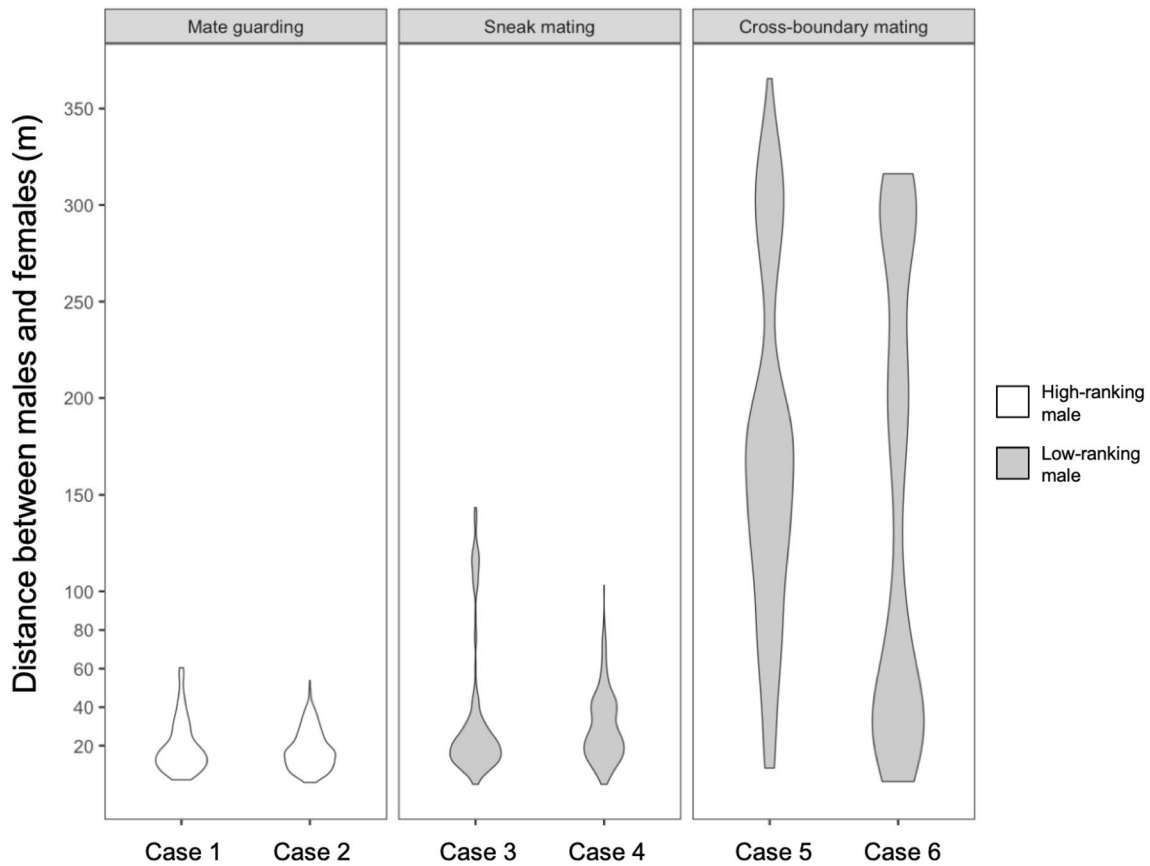 Mate guarding
Sneak mating
Cross-boundary mating
Distance between males and females (m)
350
300
250
200
150
100
80
60
40
20
Case 1
Case 2
Case 3
Case 4
Case 5
Case 6
High-ranking
male
Low-ranking
male